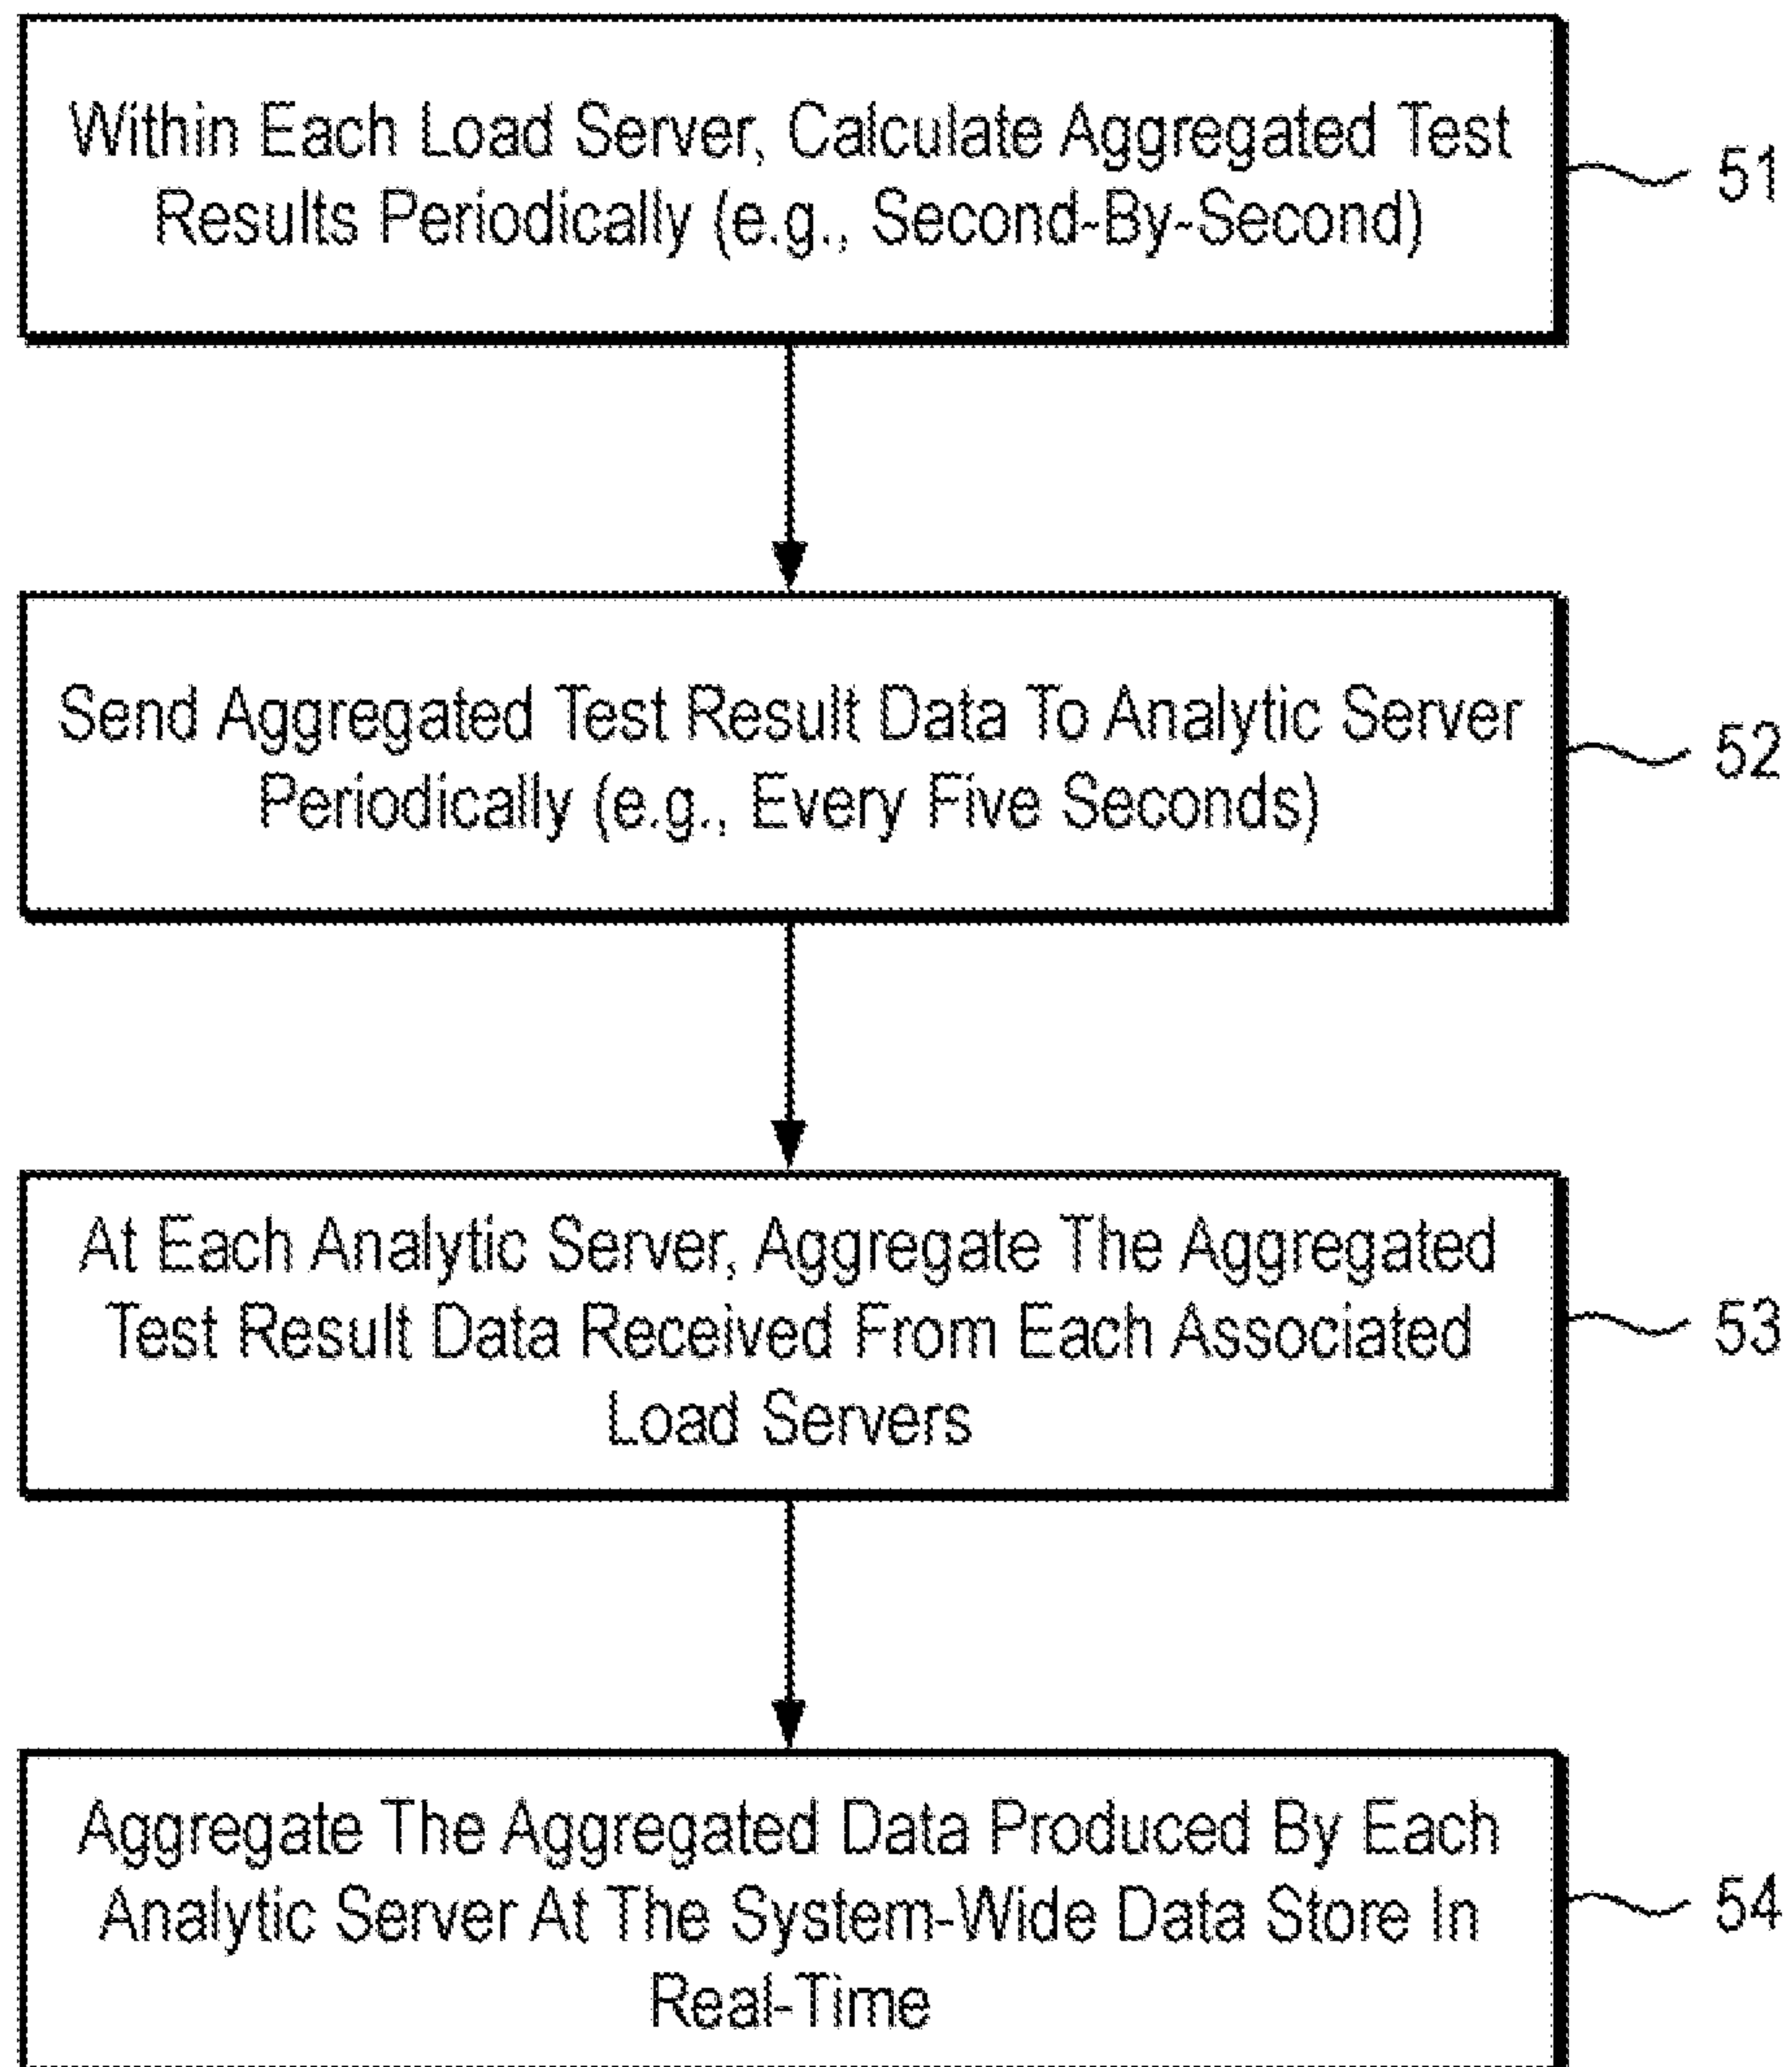 Within Each Load Server, Calculate Aggregated Test
Results Periodically (e.g., Second-By-Second)
51
Send Aggregated Test Result Data To Analytic Server
Periodically (e.g., Every Five Seconds)
52
At Each Analytic Server, Aggregate The Aggregated
Test Result Data Received From Each Associated
Load Servers
53
Aggregate The Aggregated Data Produced By Each
Analytic Server At The System-Wide Data Store In
Real-Time
54